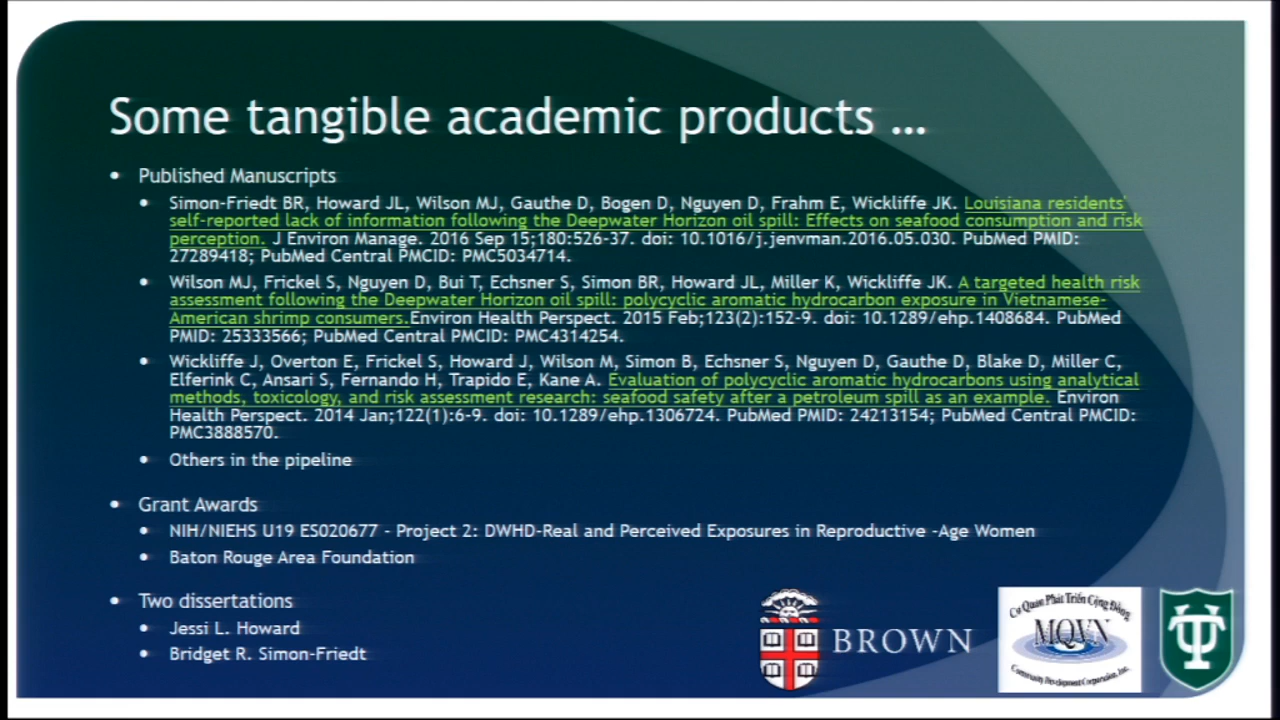 Some tangible academic products ...
• Published Manuscripts
• Simon-Friedt BR, Howard JL, Wilson MJ, Gauthe D, Bogen D, Nguyen D, Frahm E, Wickliffe JK. Louisiana residents'
self-reported lack of information following the Deepwater Horizon oil spill: Effects on seafood consumption and risk
perception. J Environ Manage. 2016 Sep 15;180:526-37. doi: 10.1016/j.jenvman.2016.05.030. PubMed PMID:
27289418; PubMed Central PMCID: PMC5034714.
• Wilson MJ, Frickel S, Nguyen D, Bui T, Echsner S, Simon BR, Howard JL, Miller K, Wickliffe JK. A targeted health risk
assessment following the Deepwater Horizon oil spill: polycyclic aromatic hydrocarbon exposure in Vietnamese-
American shrimp consumers.Environ Health Perspect. 2015 Feb;123(2):152-9. doi: 10.1289/ehp.1408684. PubMed
PMID: 25333566; PubMed Central PMCID: PMC4314254.
• Wickliffe J, Overton E, Frickel S, Howard J, Wilson M, Simon B, Echsner S, Nguyen D, Gauthe D, Blake D, Miller C,
Elferink C, Ansari S, Fernando H, Trapido E, Kane A. Evaluation of polycyclic aromatic hydrocarbons using analytical
methods, toxicology, and risk assessment research: seafood safety after a petroleum spill as an example. Environ
Health Perspect. 2014 Jan;122(1):6-9. doi: 10.1289/ehp.1306724. PubMed PMID: 24213154; PubMed Central PMCID:
PMC3888570.
• Others in the pipeline
• Grant Awards
• NIH/NIEHS U19 ES020677 - Project 2: DWHD-Real and Perceived Exposures in Reproductive -Age Women
• Baton Rouge Area Foundation
• Two dissertations
• Jessi L. Howard
• Bridget R. Simon-Friedt
BROWN
Cơ Quan Phát Triển Cộng Đồng
MQVN
Community Development Corporation, Inc.
TU